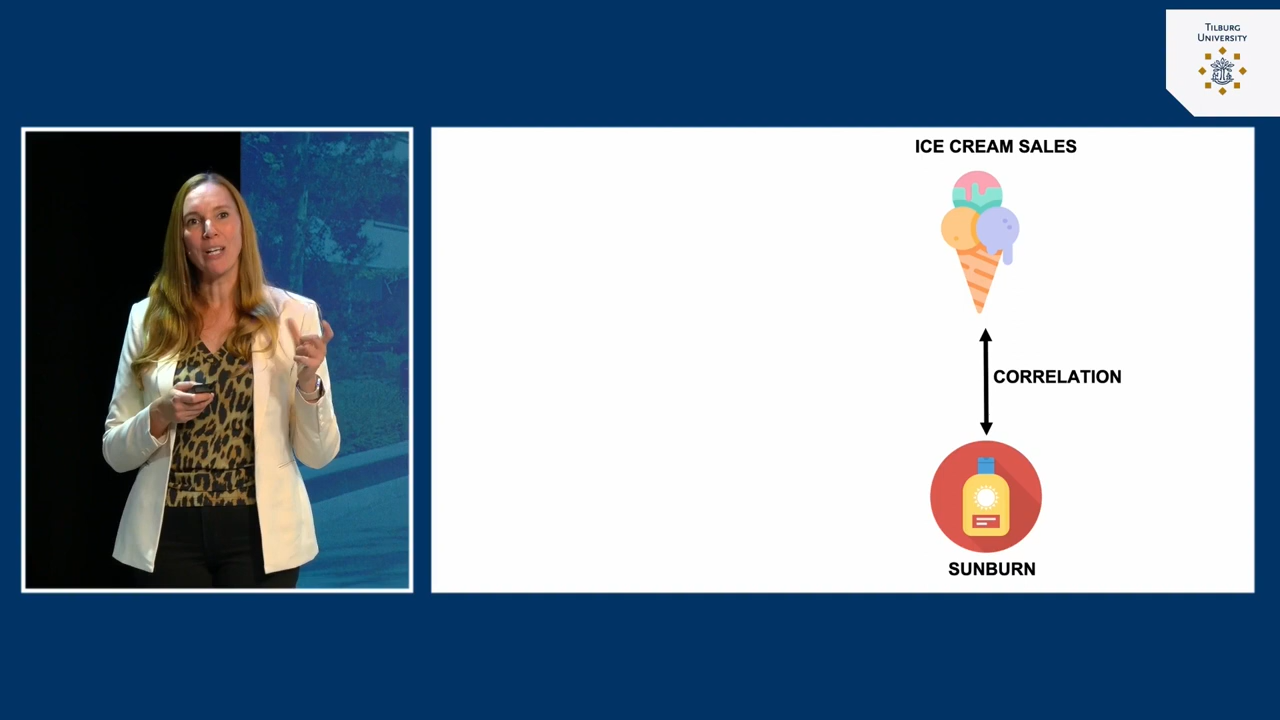 TILBURG
UNIVERSITY
ICE CREAM SALES
CORRELATION
SUNBURN